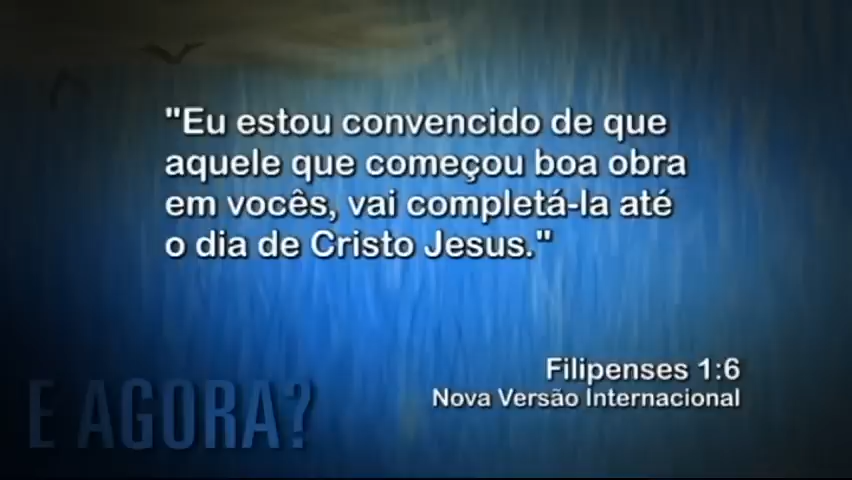 "Eu estou convencido de que
aquele que começou boa obra
em vocês, vai completá-la até
o dia de Cristo Jesus."
Filipenses 1:6
Nova Versão Internacional
E AGORA?